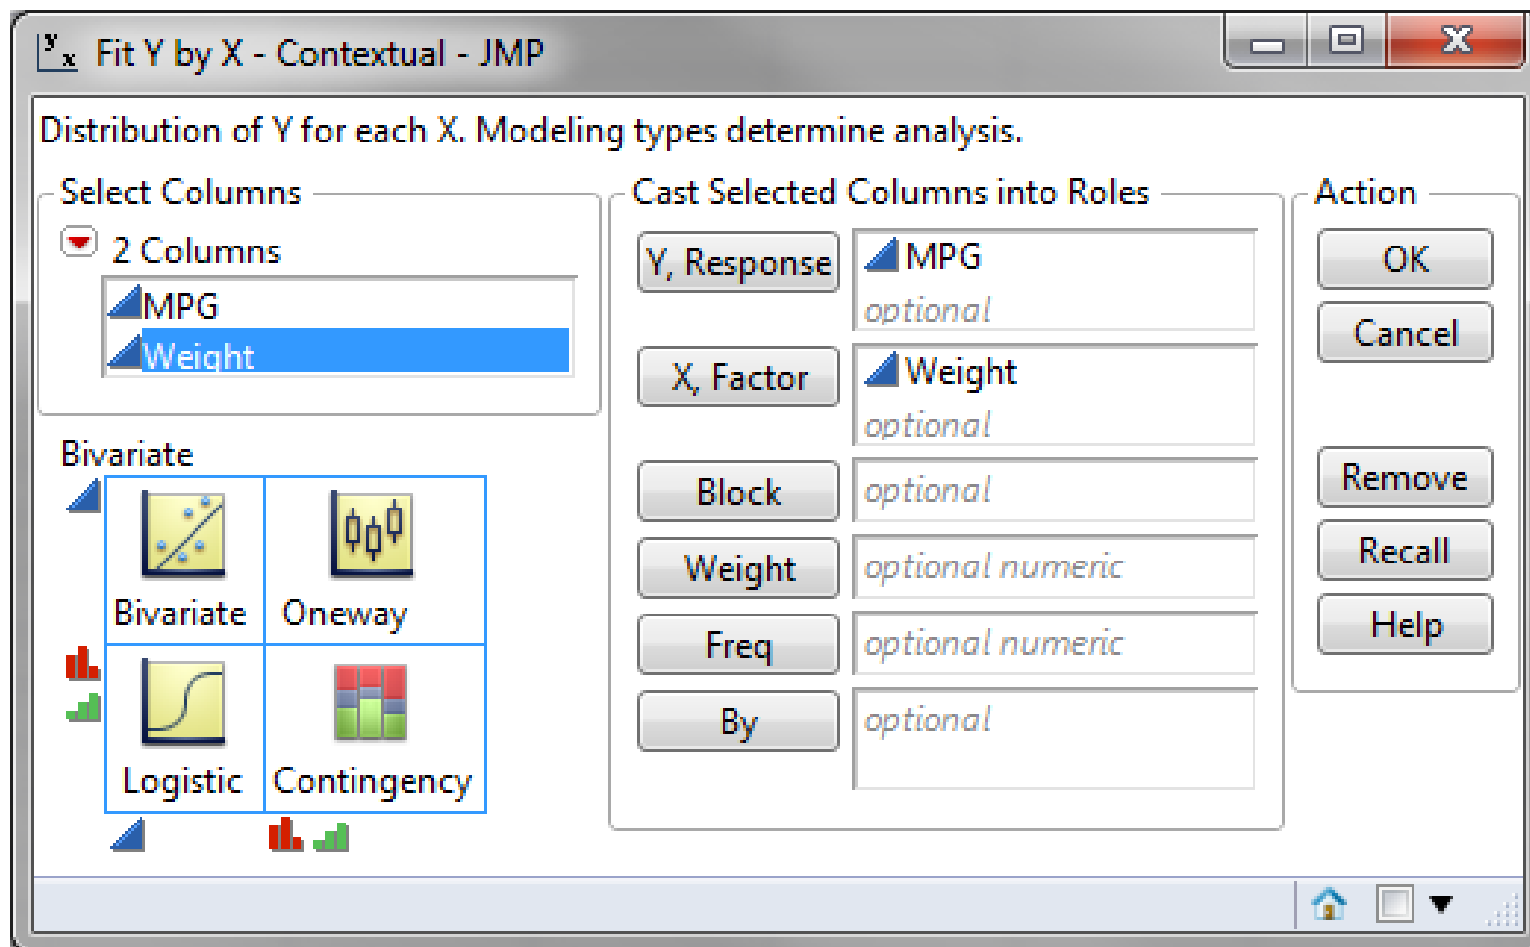 y x Fit Y by X - Contextual - JMP
Distribution of Y for each X. Modeling types determine analysis.
Select Columns
2 Columns
MPG
Weight
Bivariate
Bivariate Oneway
Logistic Contingency
Cast Selected Columns into Roles
Y, Response MPG
optional
X, Factor Weight
optional
Block optional
Weight optional numeric
Freq optional numeric
By optional
Action
OK
Cancel
Remove
Recall
Help